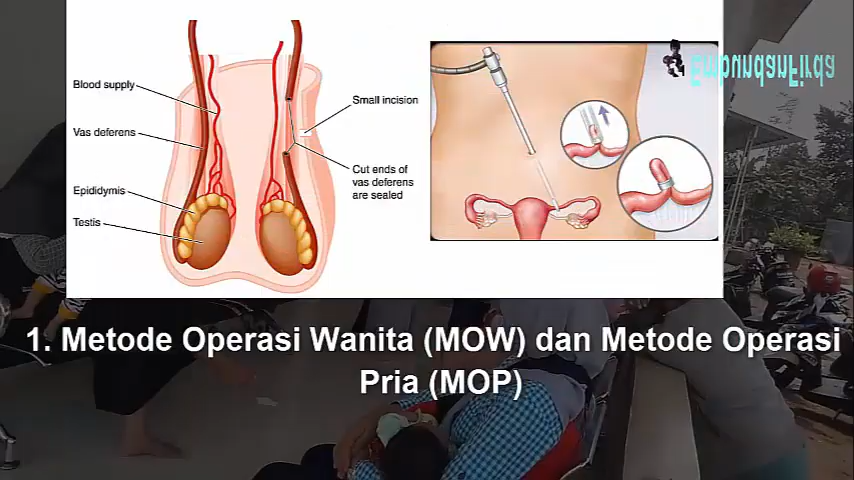 Blood supply
Vas deferens
Epididymis
Testis
Small incision
Cut ends of
vas deferens
are sealed
1. Metode Operasi Wanita (MOW) dan Metode Operasi
Pria (MOP)